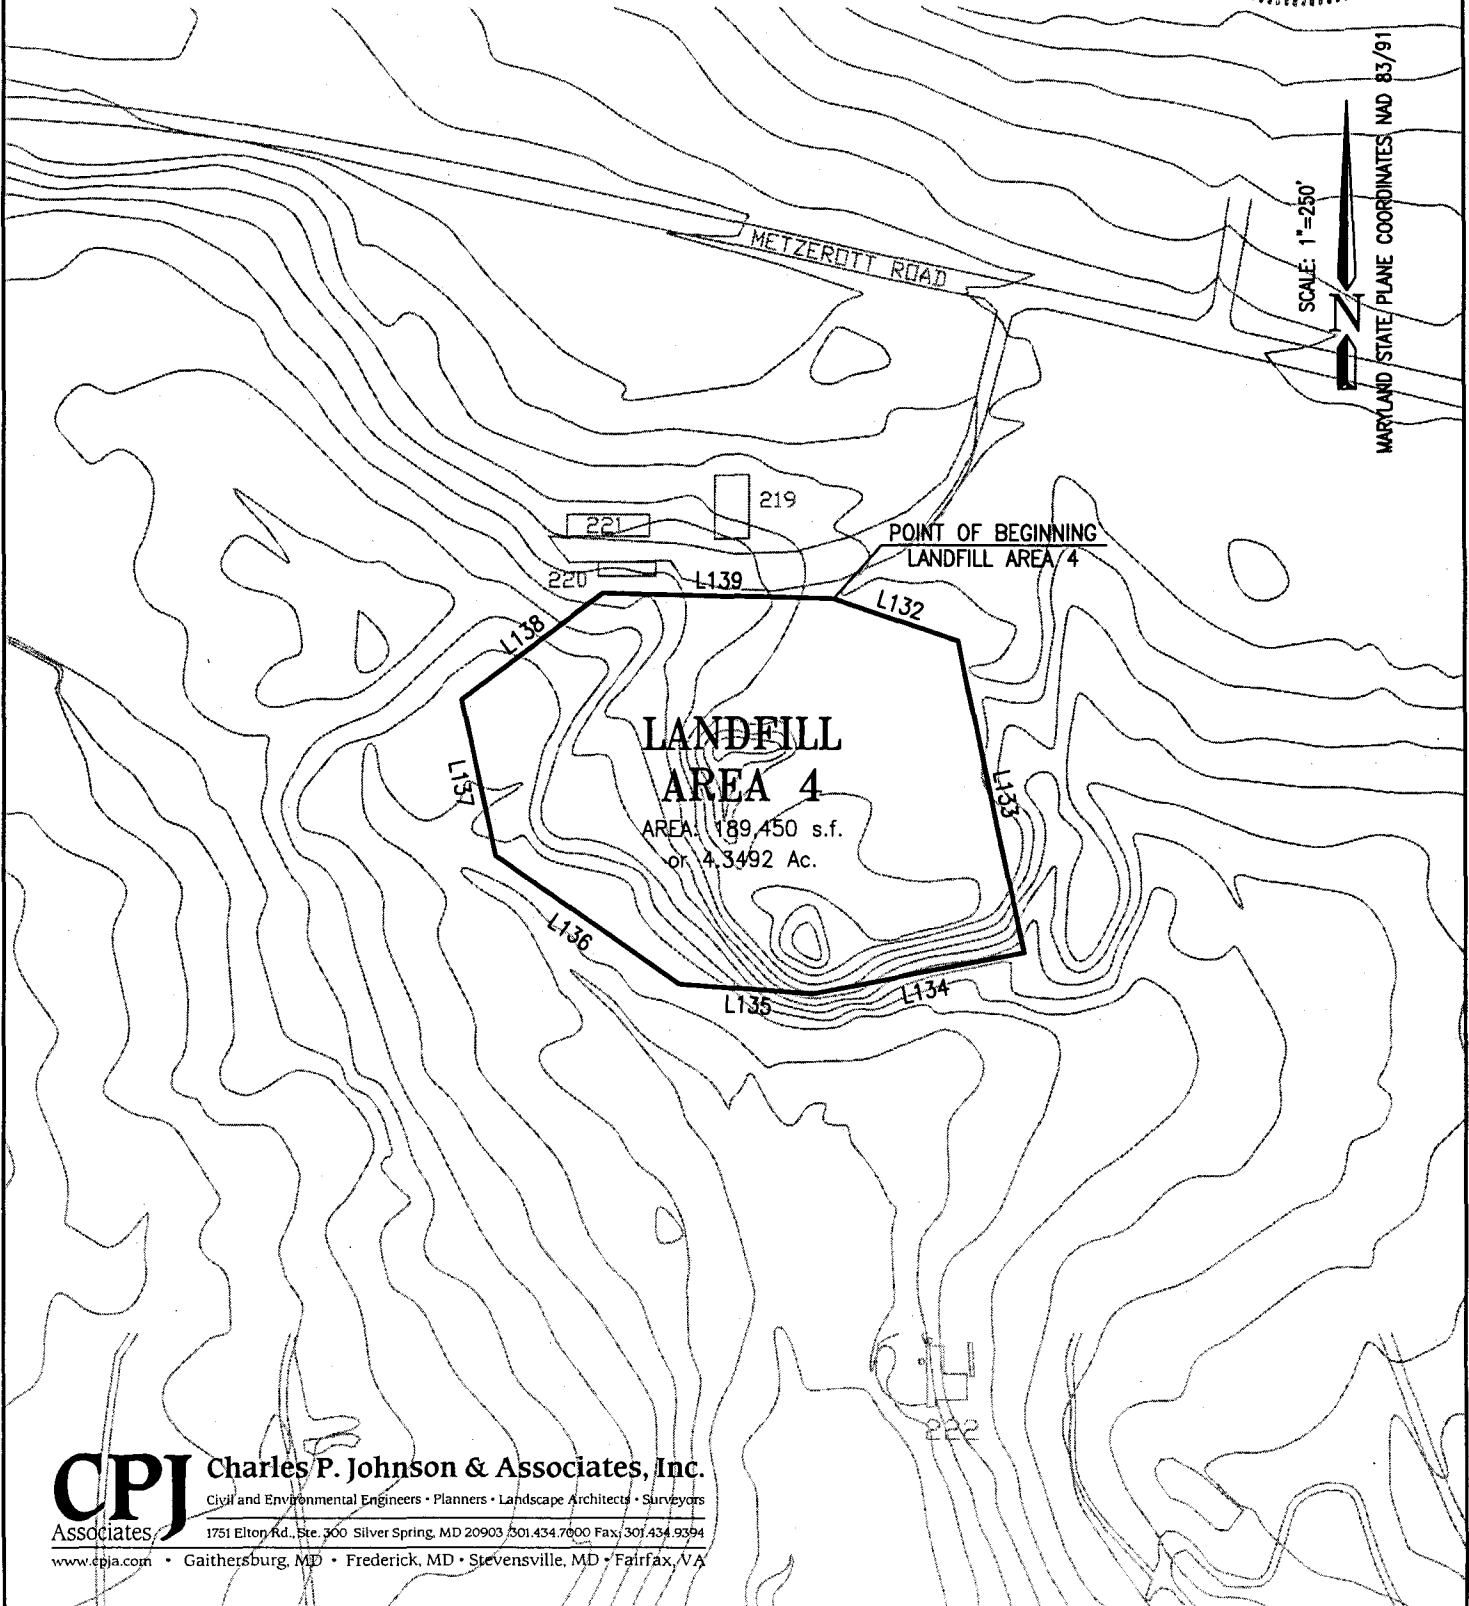 SCALE: 1"=250'
N
MARYLAND STATE PLANE COORDINATES NAD 83/91
METZEROTT ROAD
219
221
220
POINT OF BEGINNING
LANDFILL AREA 4
L139
L132
L138
L137
L133
LANDFILL
AREA 4
AREA: 189,450 s.f.
or 4.3492 Ac.
L136
L135
L134
222
CPJ
Associates
Charles P. Johnson & Associates, Inc.
Civil and Environmental Engineers • Planners • Landscape Architects • Surveyors
1751 Elton Rd., Ste. 300 Silver Spring, MD 20903 301.434.7000 Fax: 301.434.9394
www.cpja.com • Gaithersburg, MD • Frederick, MD • Stevensville, MD • Fairfax, VA